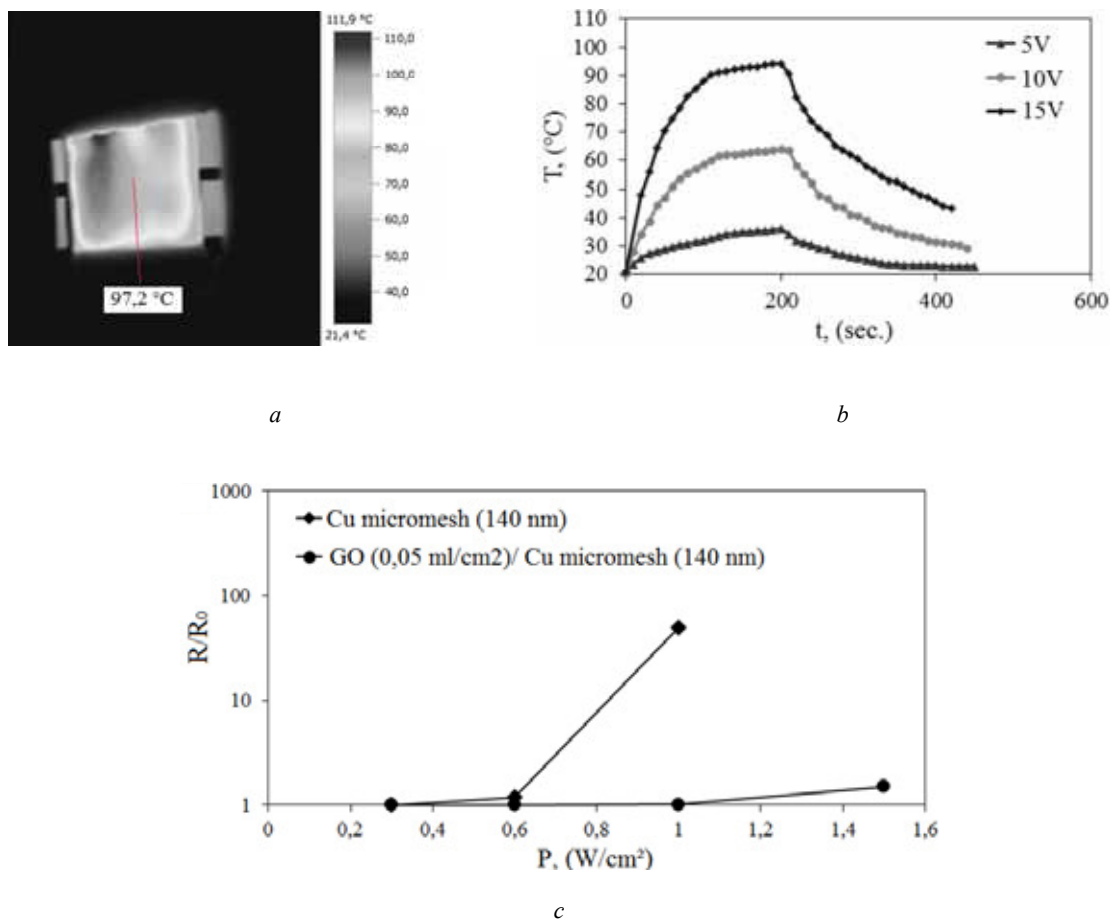 111,9 °C
110,0
100,0
90,0
80,0
70,0
60,0
50,0
40,0
21,4 °C
97,2 °C
a
110
100
90
80
70
60
50
40
30
20
T, (°C)
5V
10V
15V
0
200
400
600
t, (sec.)
b
1000
100
10
1
R/R₀
Cu micromesh (140 nm)
GO (0,05 ml/cm2)/ Cu micromesh (140 nm)
0
0,2
0,4
0,6
0,8
1
1,2
1,4
1,6
P, (W/cm²)
c